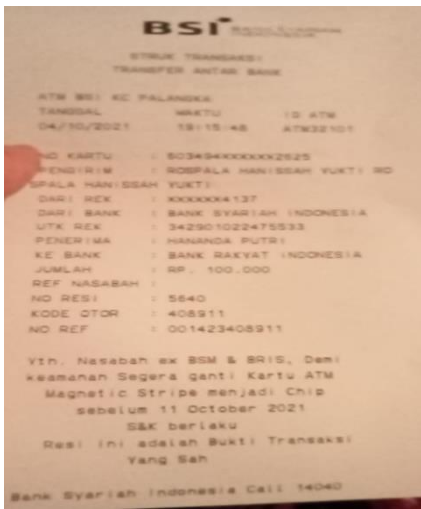 BSI BANK SYARIAH INDONESIA
STRUK TRANSAKSI
TRANSFER ANTAR BANK
ATM BSI KC PALANGKA
TANGGAL WAKTU ID ATM
04/10/2021 19:15:48 ATM32101
NO KARTU : 603494XXXXXX2625
PENGIRIM : ROSPALA HANISSAH YUKTI RO
SPALA HANISSAH YUKTI
DARI REK : XXXXXX4137
DARI BANK : BANK SYARIAH INDONESIA
UTK REK : 342901022475533
PENERIMA : HANANDA PUTRI
KE BANK : BANK RAKYAT INDONESIA
JUMLAH : RP. 100.000
REF NASABAH :
NO RESI : 5640
KODE OTOR : 408911
NO REF : 001423408911
Yth. Nasabah ex BSM & BRIS, Demi
keamanan Segera ganti Kartu ATM
Magnetic Stripe menjadi Chip
sebelum 11 October 2021
S&K berlaku
Resi ini adalah Bukti Transaksi
Yang Sah
Bank Syariah Indonesia Call 14040